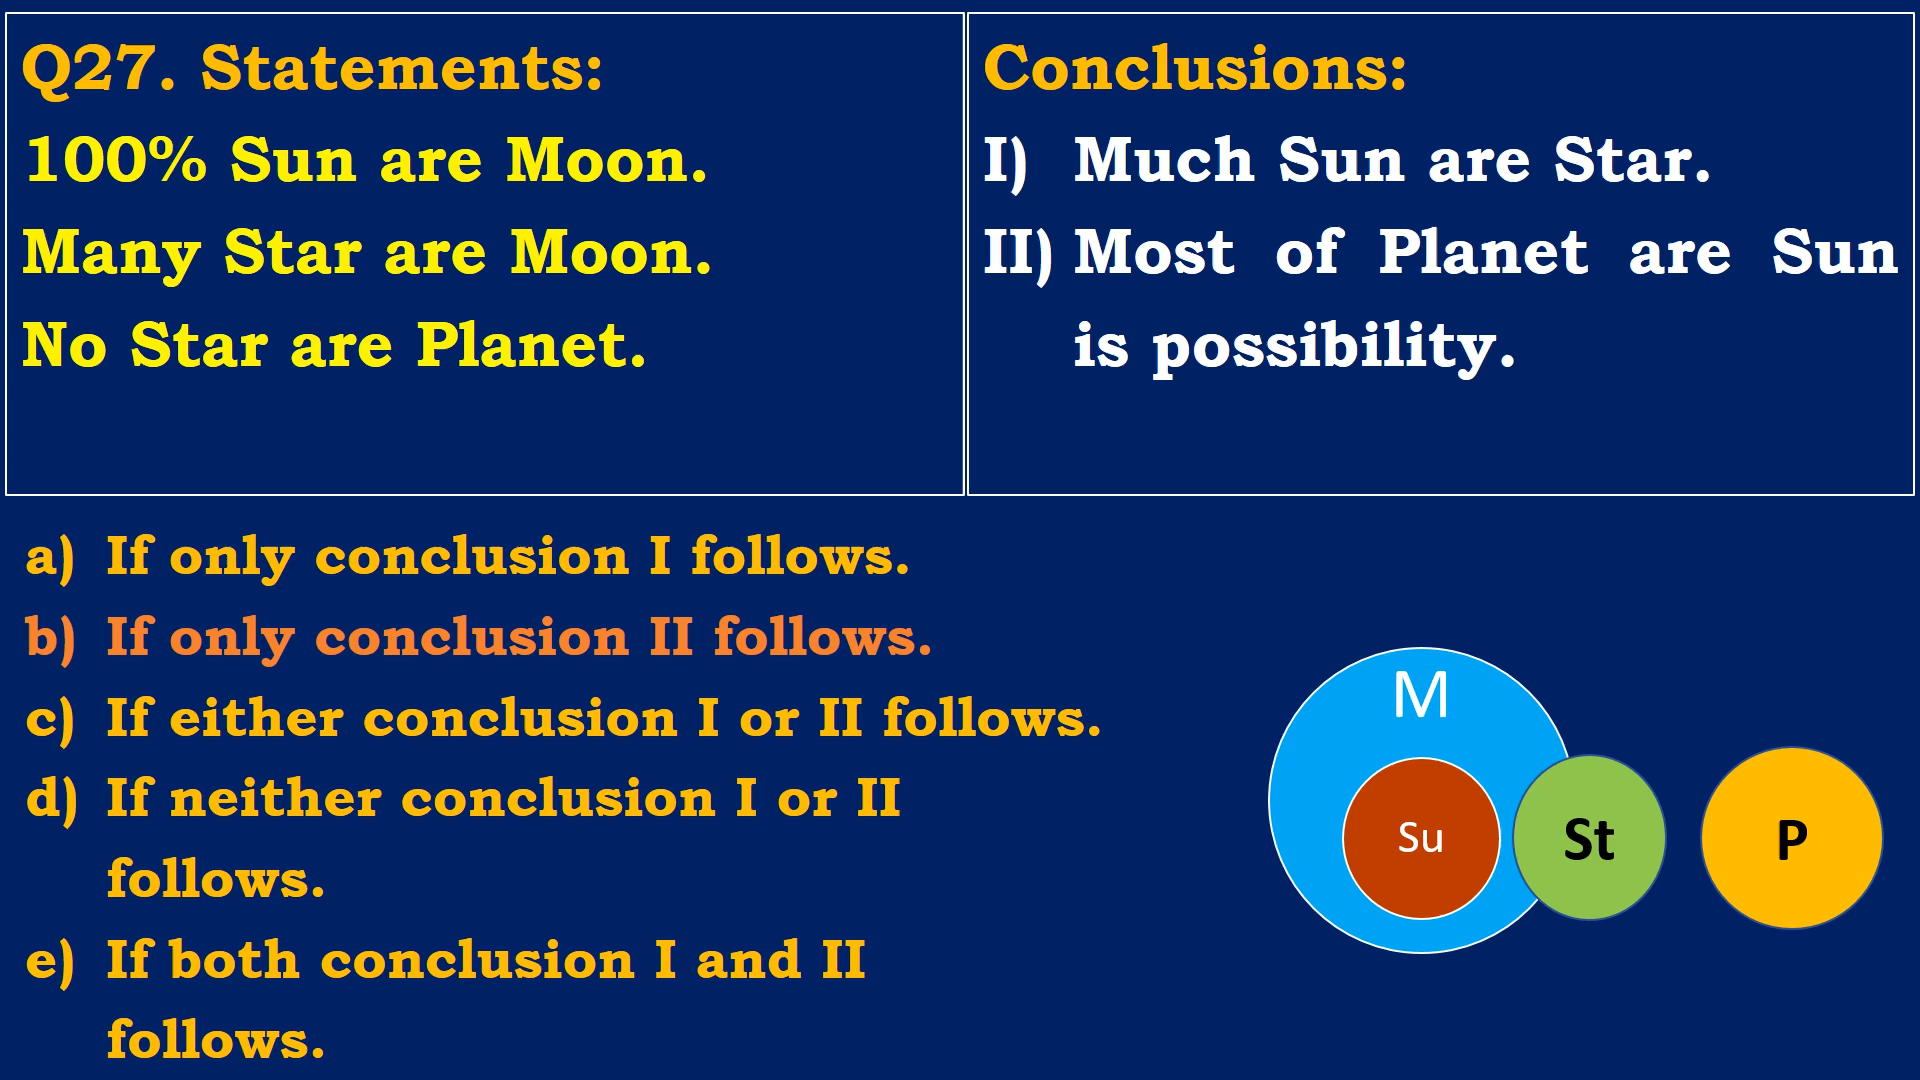 Q27. Statements:
100% Sun are Moon.
Many Star are Moon.
No Star are Planet.
Conclusions:
I) Much Sun are Star.
II) Most of Planet are Sun
is possibility.
a) If only conclusion I follows.
b) If only conclusion II follows.
c) If either conclusion I or II follows.
d) If neither conclusion I or II
follows.
e) If both conclusion I and II
follows.
M
Su
St
P